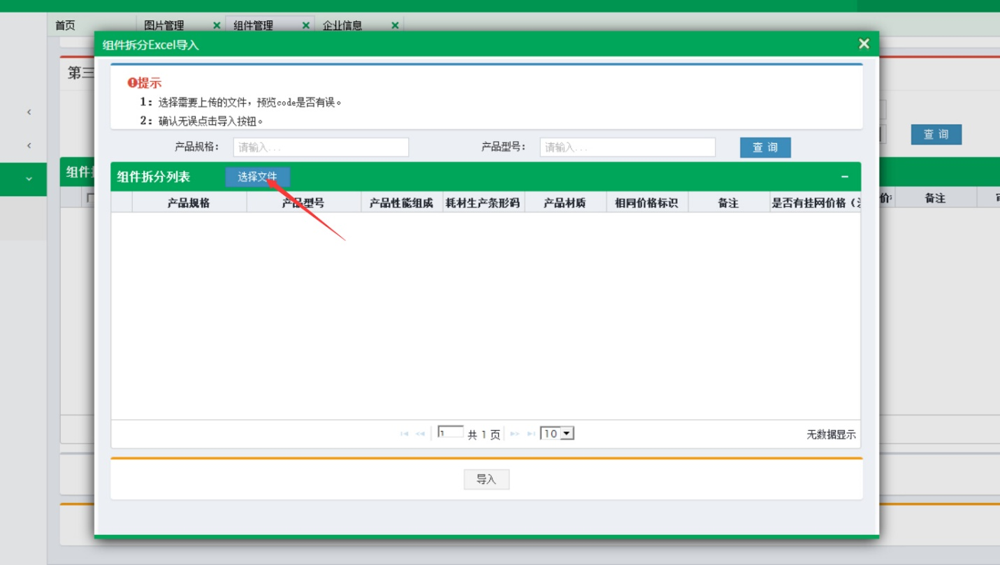 首页 图片管理 组件管理 企业信息
组件拆分Excel导入
第三
提示
1：选择需要上传的文件，预览code是否有误。
2：确认无误点击导入按钮。
产品规格： 请输入... 产品型号： 请输入... 查 询
查 询
组件
组件拆分列表 选择文件
产品规格 产品型号 产品性能组成 耗材生产条形码 产品材质 相同价格标识 备注 是否有挂网价格（ 价 备注
1 共 1 页 10 无数据显示
导入